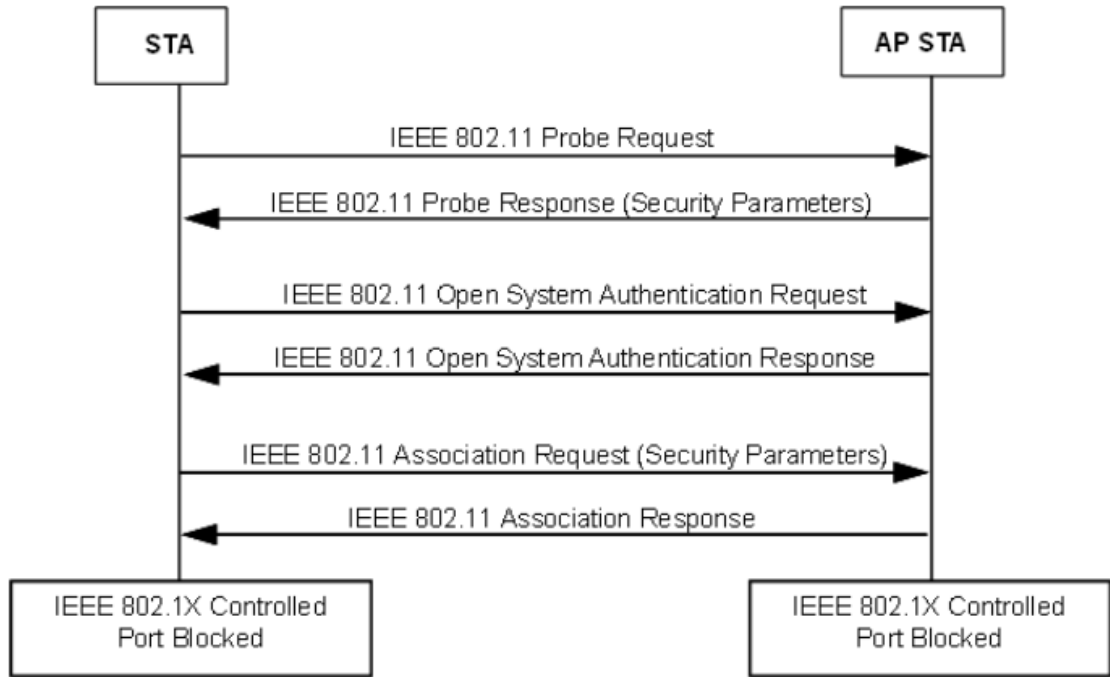 STA
AP STA
IEEE 802.11 Probe Request
IEEE 802.11 Probe Response (Security Parameters)
IEEE 802.11 Open System Authentication Request
IEEE 802.11 Open System Authentication Response
IEEE 802.11 Association Request (Security Parameters)
IEEE 802.11 Association Response
IEEE 802.1X Controlled
Port Blocked
IEEE 802.1X Controlled
Port Blocked